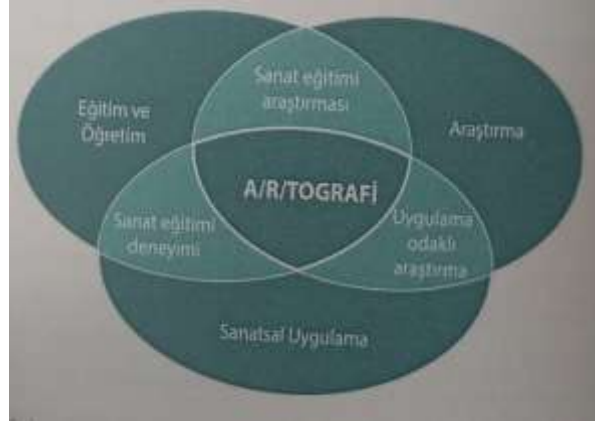 Sanat eğitimi
araştırması
Eğitim ve
Öğretim
Araştırma
A/R/TOGRAFİ
Sanat eğitimi
deneyimi
Uygulama
odaklı
araştırma
Sanatsal Uygulama